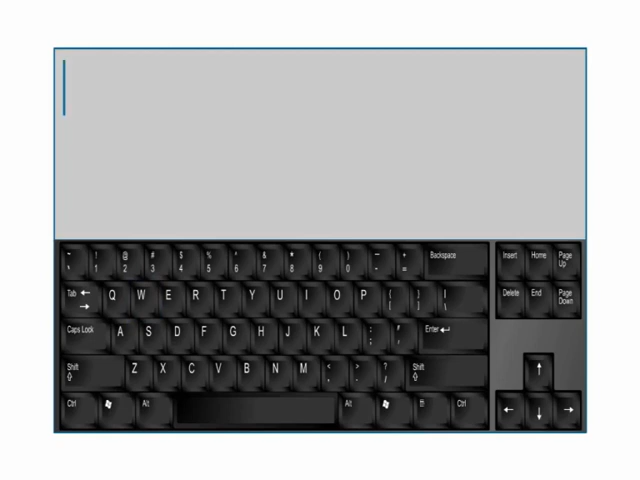 ~ ! @ # $ % ^ & * ( ) _ + Backspace Insert Home Page Up
` 1 2 3 4 5 6 7 8 9 0 - =
Tab Q W E R T Y U I O P Delete End Page Down
Caps Lock A S D F G H J K L : ; Enter
Shift Z X C V B N M < , > . Shift
Ctrl Alt Alt Ctrl